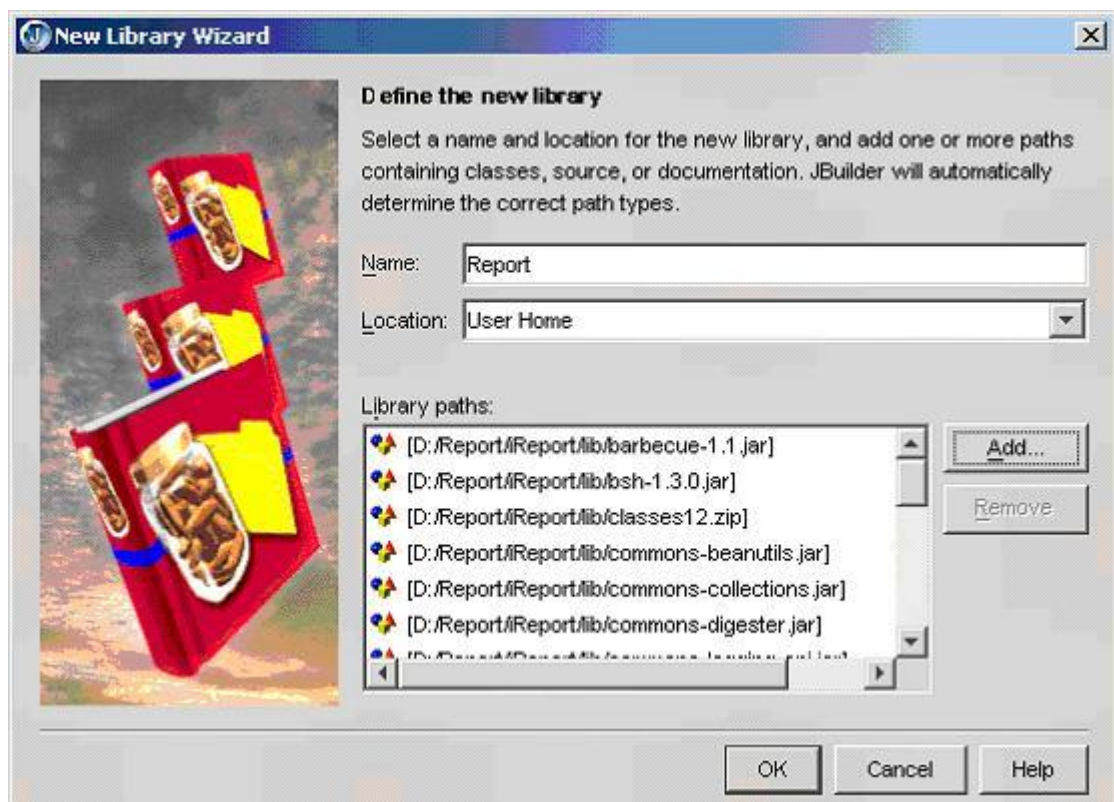 New Library Wizard
Define the new library
Select a name and location for the new library, and add one or more paths
containing classes, source, or documentation. JBuilder will automatically
determine the correct path types.
Name: Report
Location: User Home
Library paths:
[D:/Report/iReport/lib/barbecue-1.1.jar]
Add...
[D:/Report/iReport/lib/bsh-1.3.0.jar]
[D:/Report/iReport/lib/classes12.zip]
Remove
[D:/Report/iReport/lib/commons-beanutils.jar]
[D:/Report/iReport/lib/commons-collections.jar]
[D:/Report/iReport/lib/commons-digester.jar]
OK Cancel Help